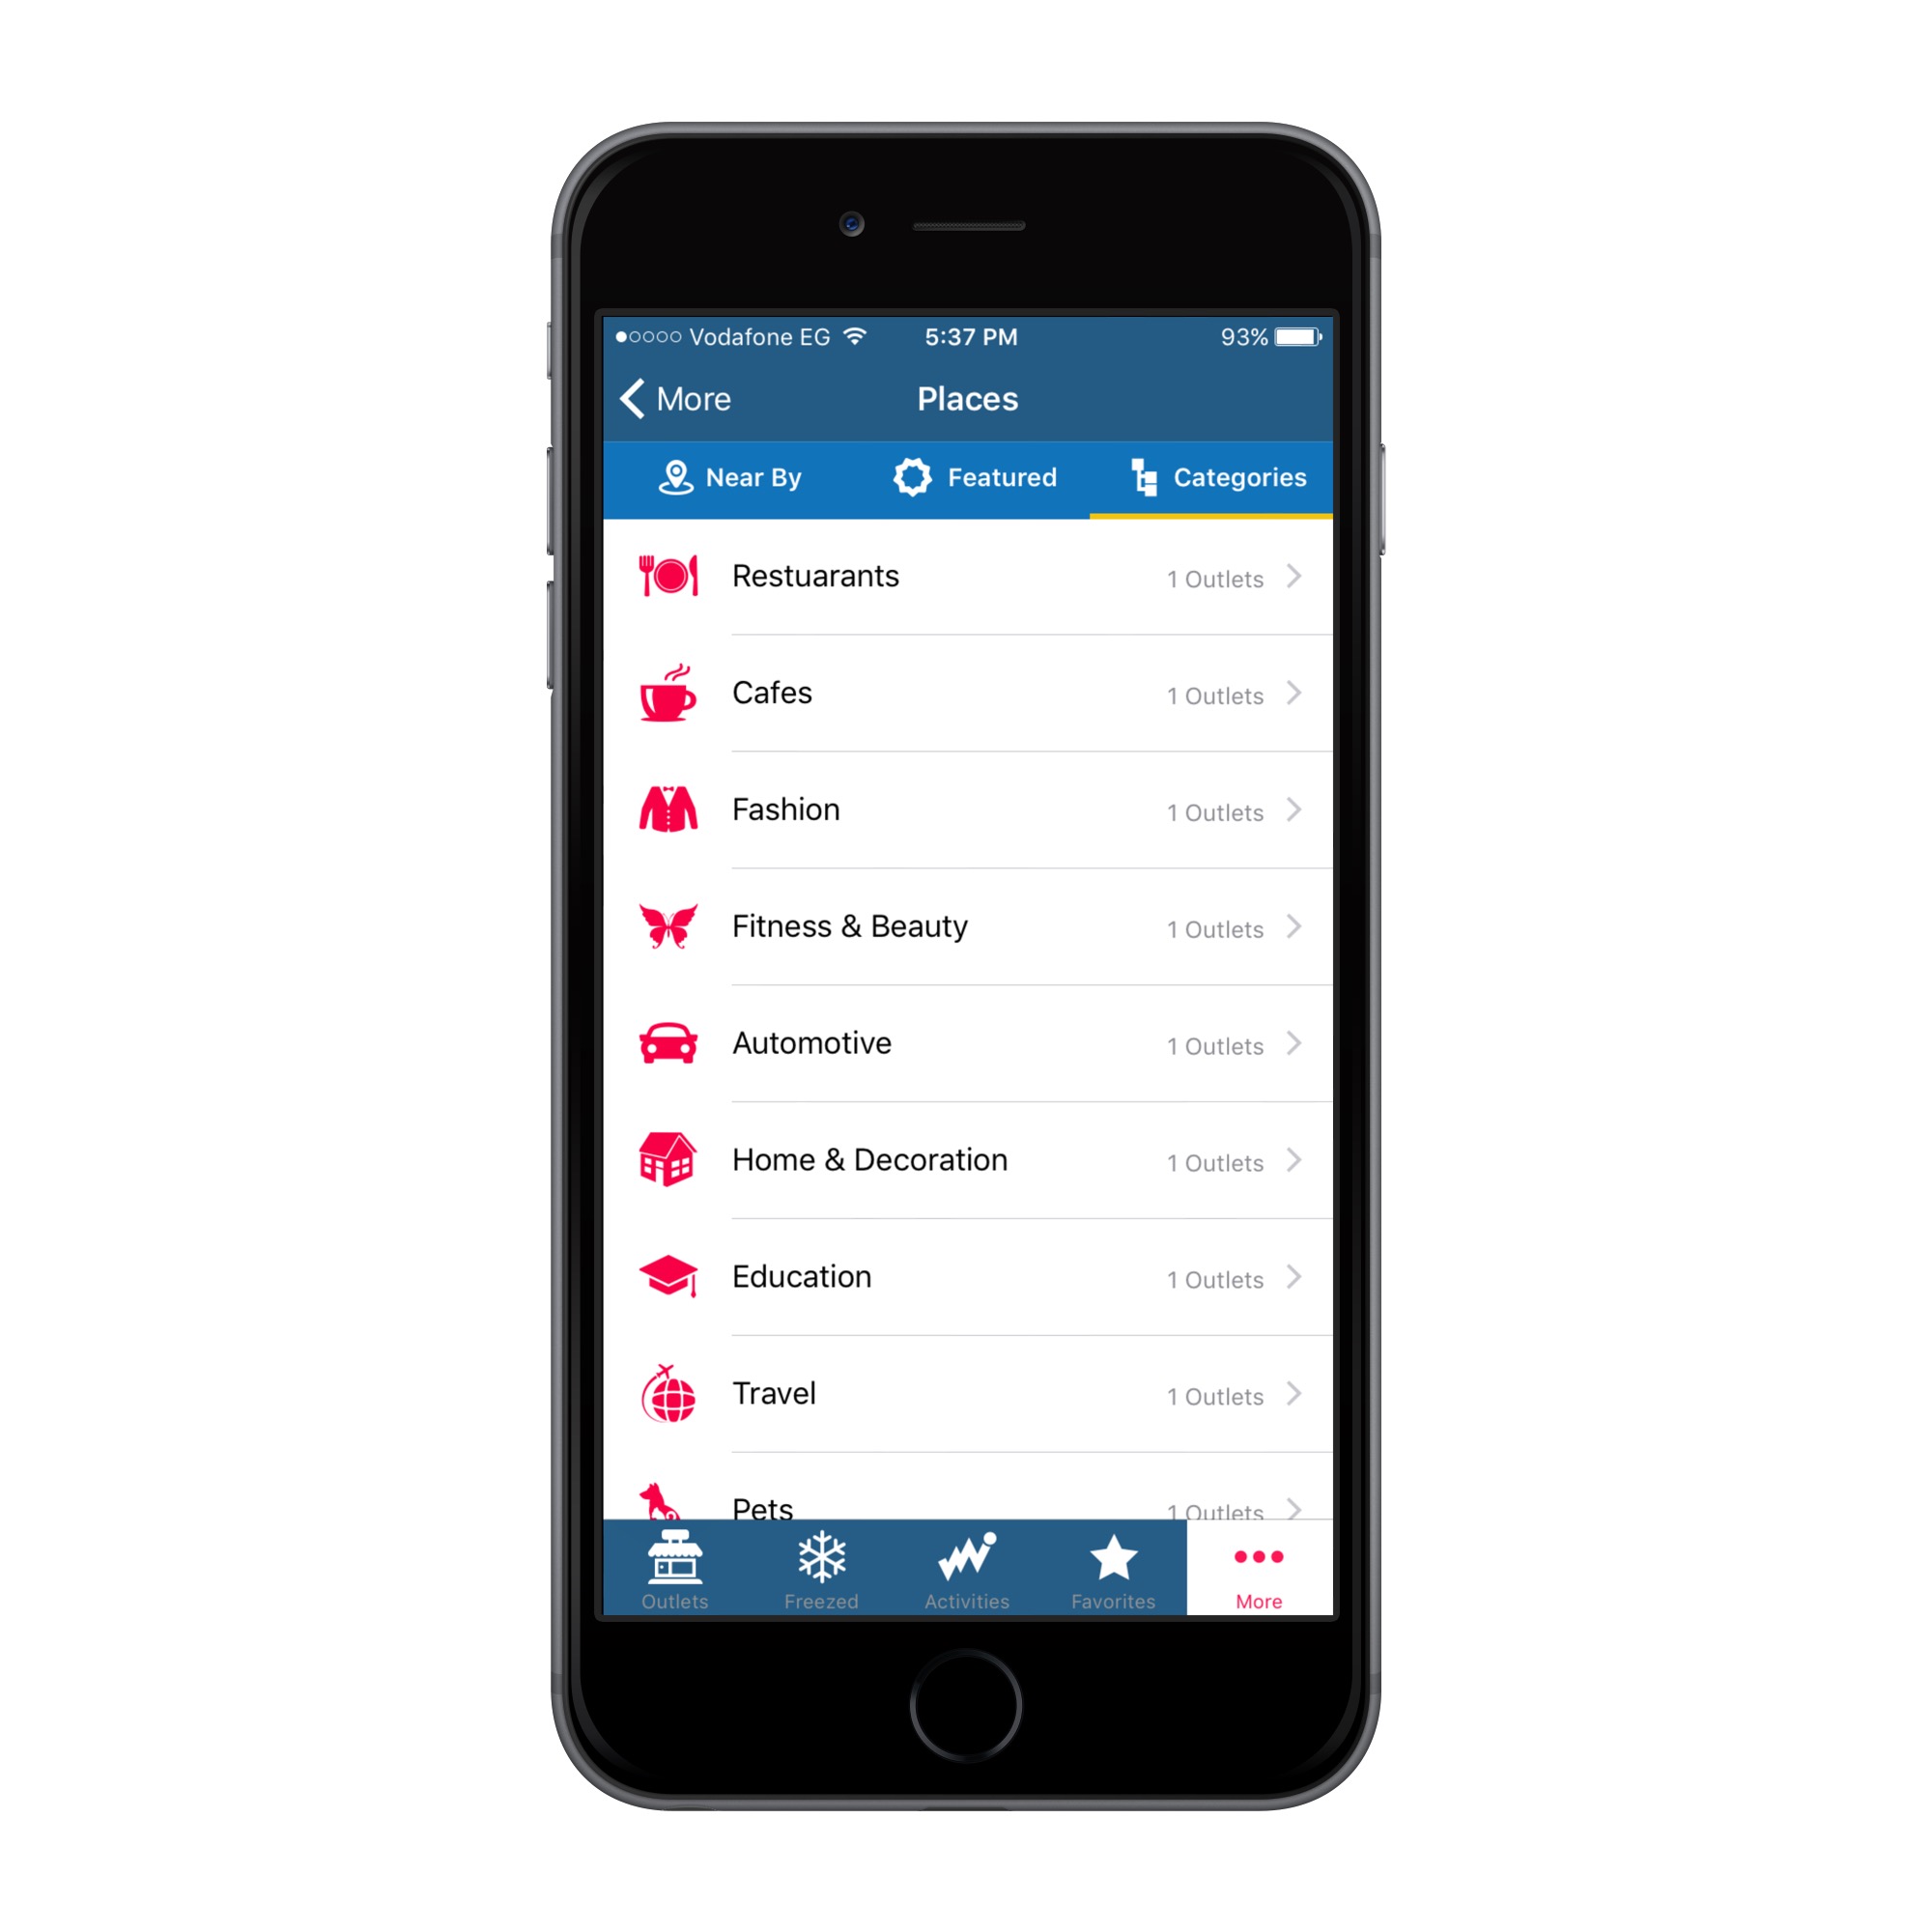 Vodafone EG 5:37 PM 93%
More Places
Near By Featured Categories
Restuarants 1 Outlets
Cafes 1 Outlets
Fashion 1 Outlets
Fitness & Beauty 1 Outlets
Automotive 1 Outlets
Home & Decoration 1 Outlets
Education 1 Outlets
Travel 1 Outlets
Pets 1 Outlets
Outlets Freezed Activities Favorites More